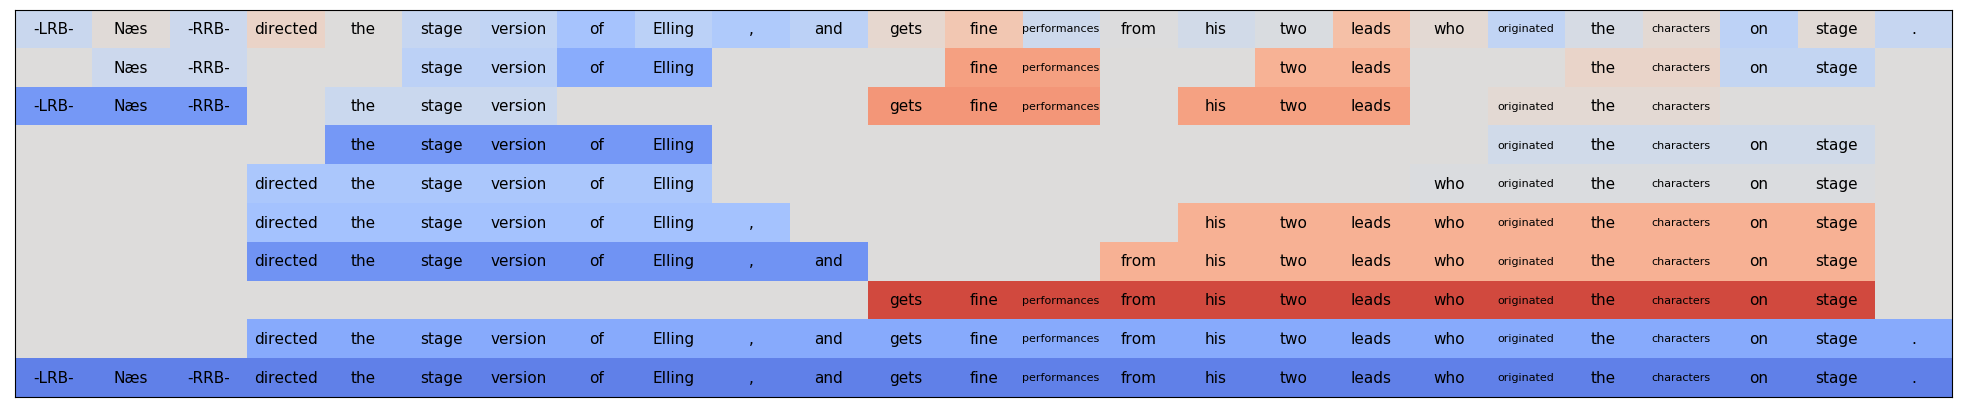 -LRB- Næs -RRB- directed the stage version of Elling , and gets fine performances from his two leads who originated the characters on stage .
Næs -RRB- stage version of Elling fine performances two leads the characters on stage
-LRB- Næs -RRB- the stage version gets fine performances his two leads originated the characters
the stage version of Elling originated the characters on stage
directed the stage version of Elling who originated the characters on stage
directed the stage version of Elling , his two leads who originated the characters on stage
directed the stage version of Elling , and from his two leads who originated the characters on stage
gets fine performances from his two leads who originated the characters on stage
directed the stage version of Elling , and gets fine performances from his two leads who originated the characters on stage .
-LRB- Næs -RRB- directed the stage version of Elling , and gets fine performances from his two leads who originated the characters on stage .